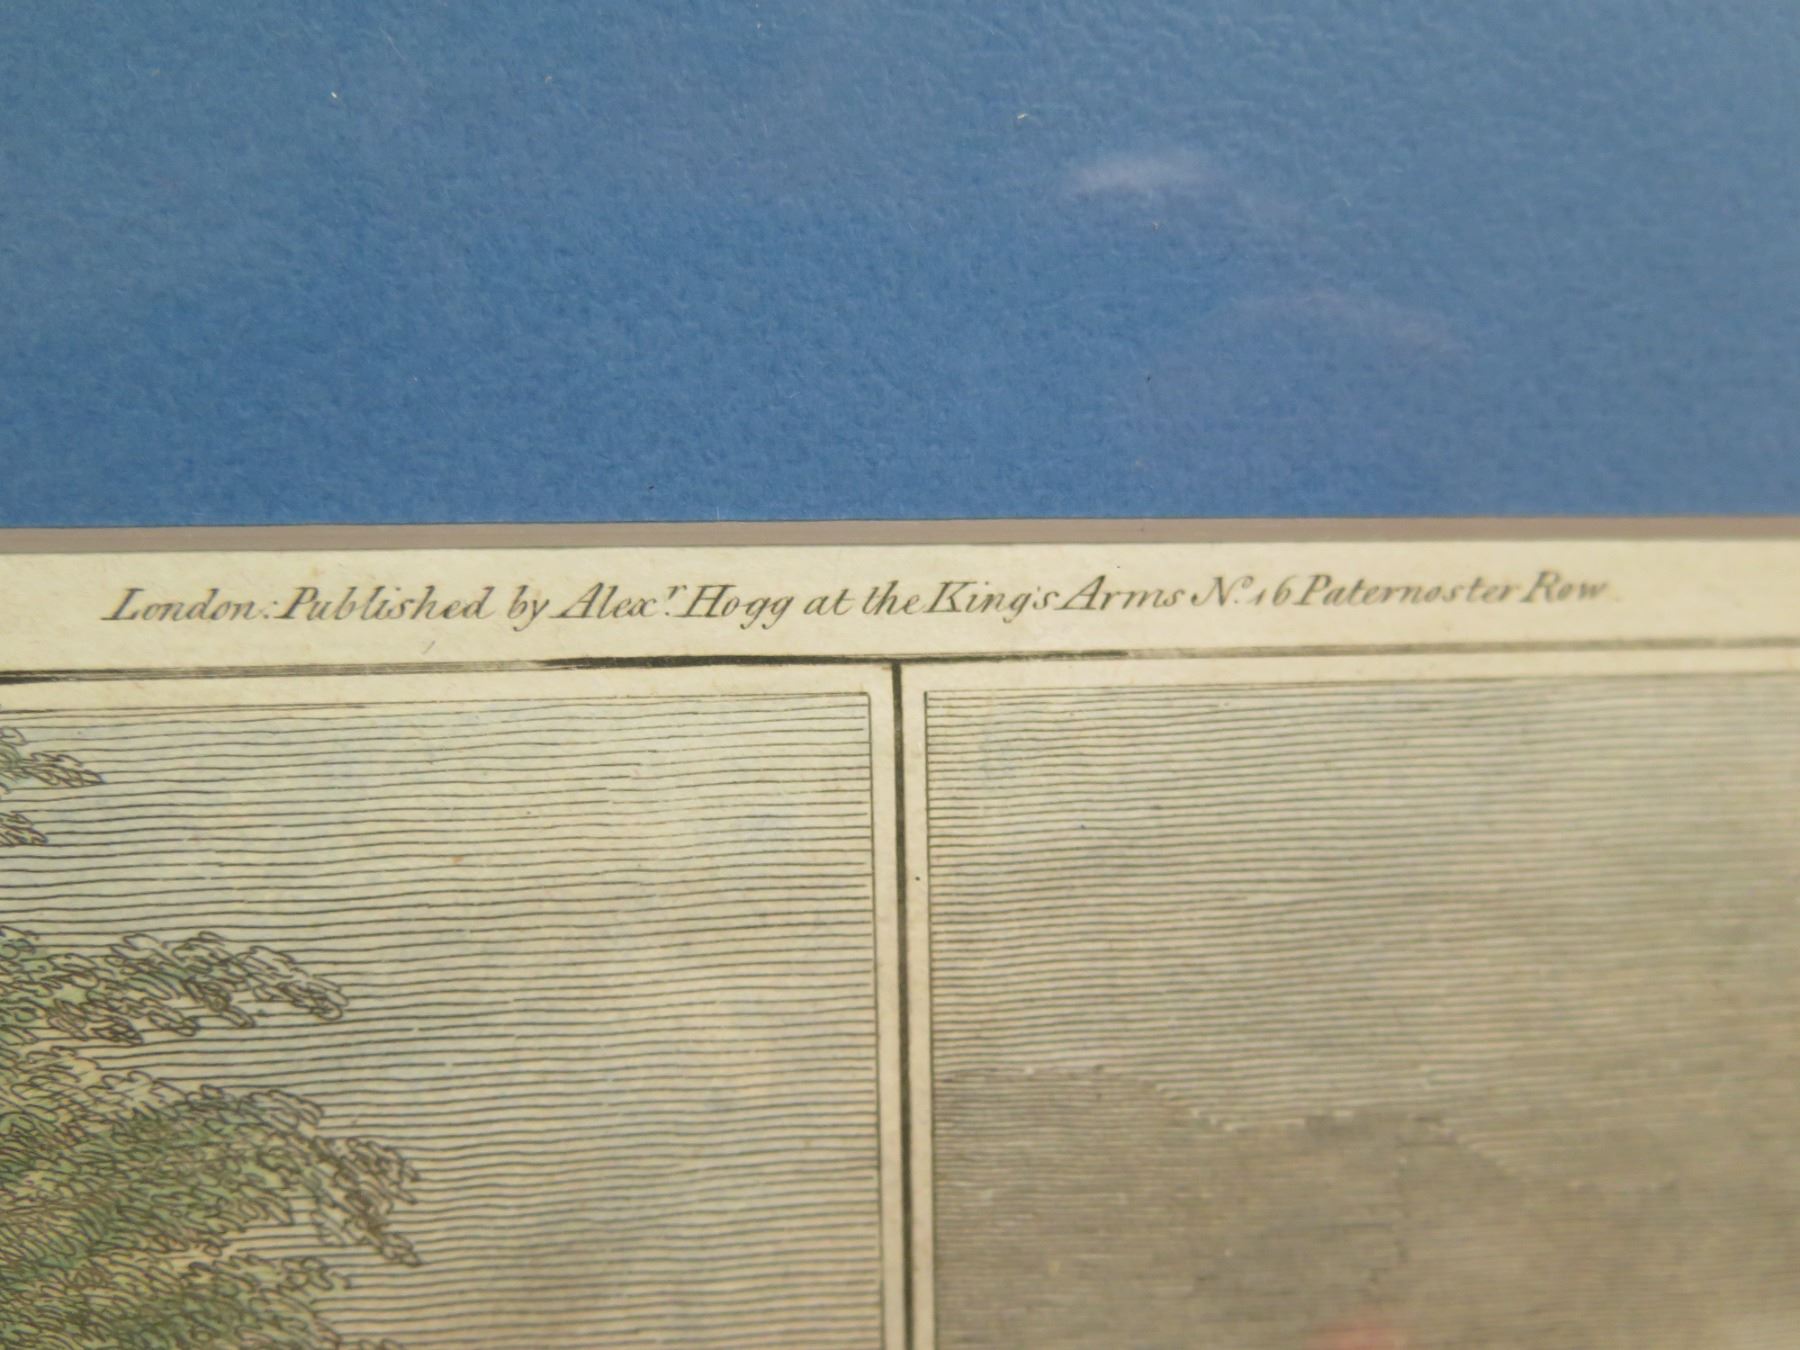 London: Published by Alexr. Hogg at the King's Arms No. 16 Paternoster Row